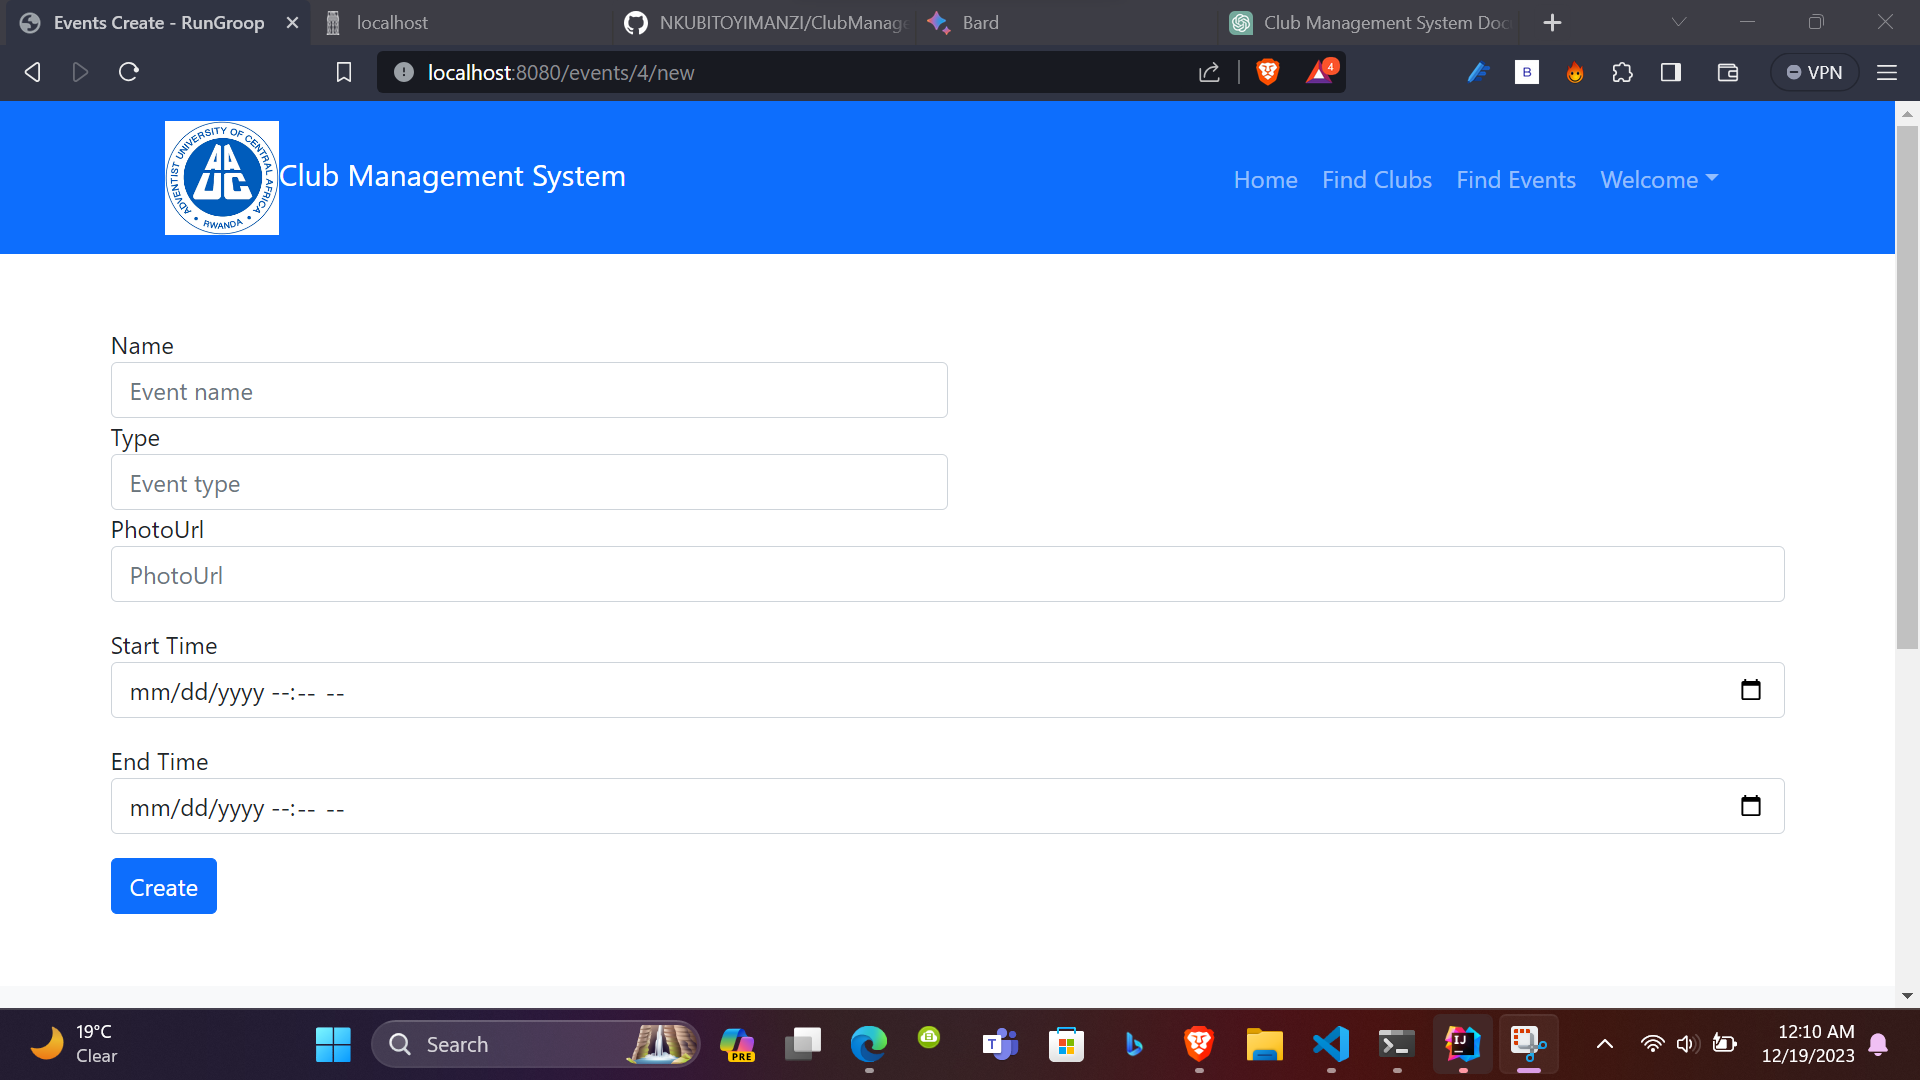 Events Create - RunGroop
localhost
NKUBITOYIMANZI/ClubManage
Bard
Club Management System Doc
localhost:8080/events/4/new
4
B
VPN
ADVENTIST UNIVERSITY OF CENTRAL AFRICA
RWANDA
AAUC
Club Management System
Home
Find Clubs
Find Events
Welcome
Name
Event name
Type
Event type
PhotoUrl
PhotoUrl
Start Time
mm/dd/yyyy --:-- --
End Time
mm/dd/yyyy --:-- --
Create
19°C
Clear
Search
PRE
T
IJ
12:10 AM
12/19/2023